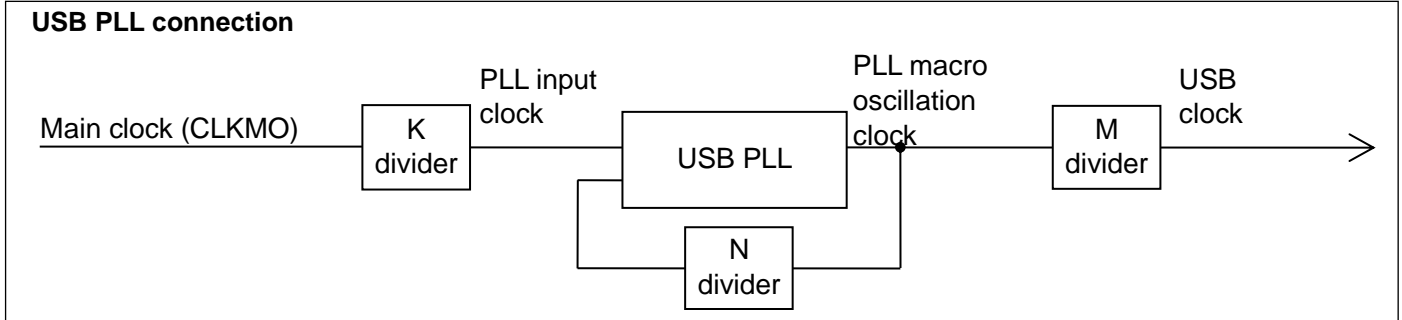 USB PLL connection
Main clock (CLKMO)
K
divider
PLL input
clock
USB PLL
N
divider
PLL macro
oscillation
clock
M
divider
USB
clock